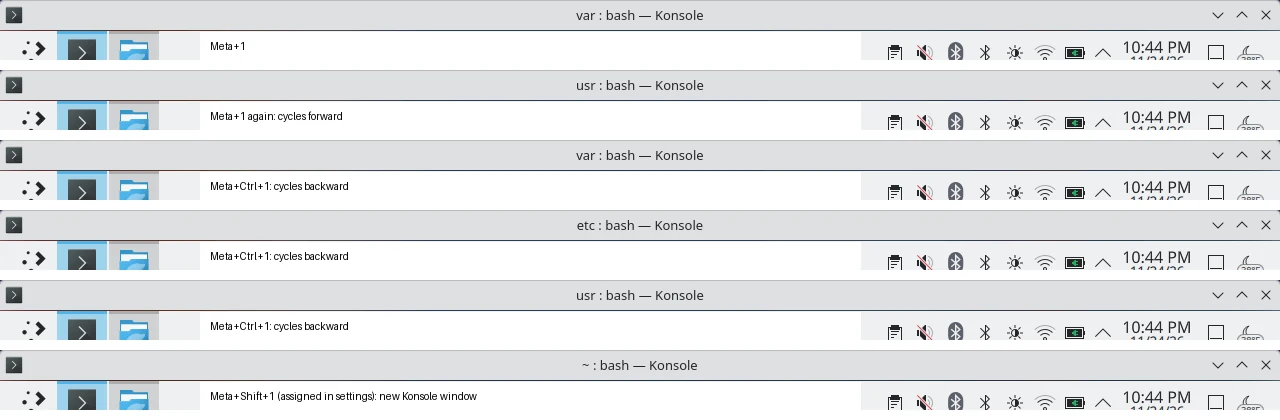 var : bash — Konsole
Meta+1
10:44 PM
usr : bash — Konsole
Meta+1 again: cycles forward
10:44 PM
var : bash — Konsole
Meta+Ctrl+1: cycles backward
10:44 PM
etc : bash — Konsole
Meta+Ctrl+1: cycles backward
10:44 PM
usr : bash — Konsole
Meta+Ctrl+1: cycles backward
10:44 PM
~ : bash — Konsole
Meta+Shift+1 (assigned in settings): new Konsole window
10:44 PM